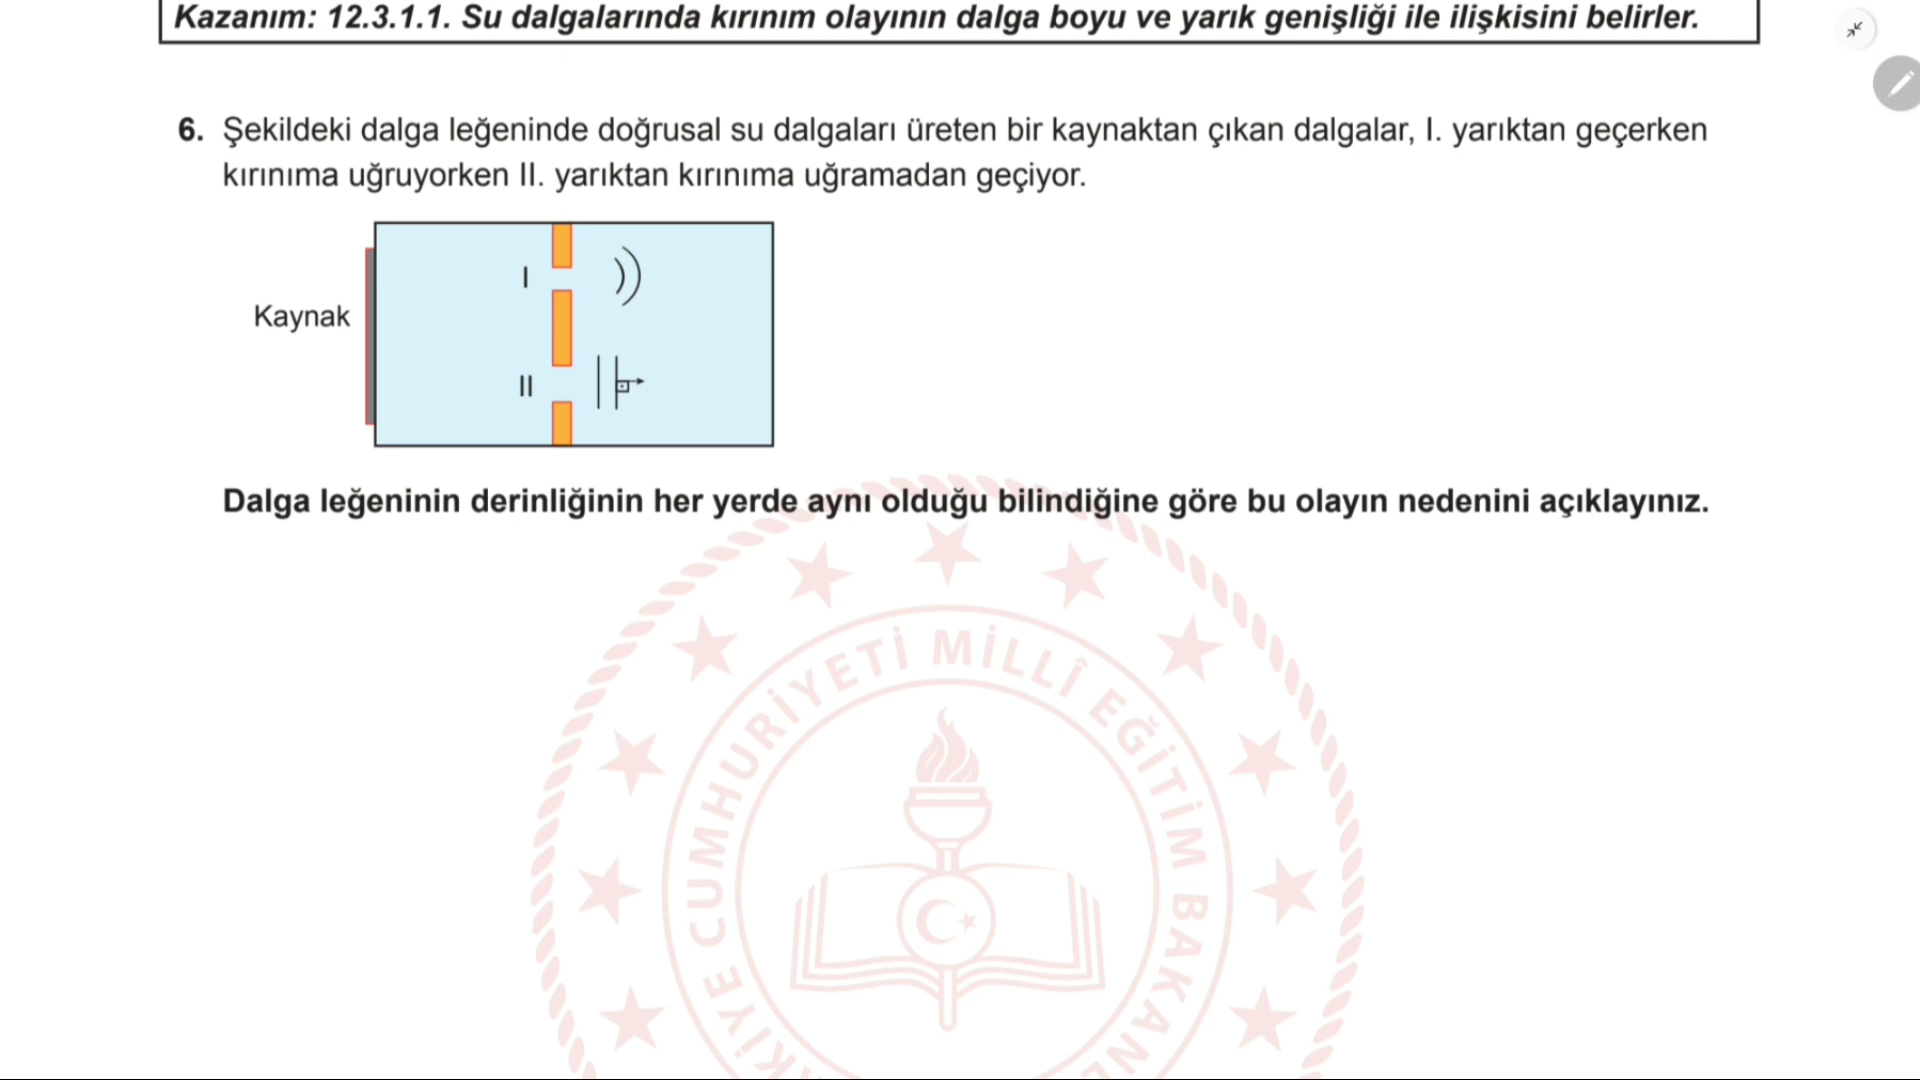 Kazanım: 12.3.1.1. Su dalgalarında kırınım olayının dalga boyu ve yarık genişliği ile ilişkisini belirler.
6. Şekildeki dalga leğeninde doğrusal su dalgaları üreten bir kaynaktan çıkan dalgalar, I. yarıktan geçerken
kırınıma uğruyorken II. yarıktan kırınıma uğramadan geçiyor.
I
Kaynak
II
Dalga leğeninin derinliğinin her yerde aynı olduğu bilindiğine göre bu olayın nedenini açıklayınız.
CUMHURİYETİ MİLLÎ EĞİTİM